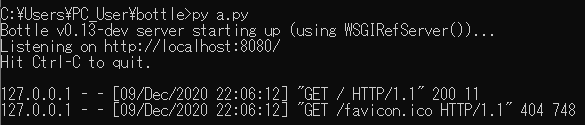 C:¥Users¥PC_User¥bottle>py a.py
Bottle v0.13-dev server starting up (using WSGIRefServer())...
Listening on http://localhost:8080/
Hit Ctrl-C to quit.
127.0.0.1 - - [09/Dec/2020 22:06:12] "GET / HTTP/1.1" 200 11
127.0.0.1 - - [09/Dec/2020 22:06:12] "GET /favicon.ico HTTP/1.1" 404 748